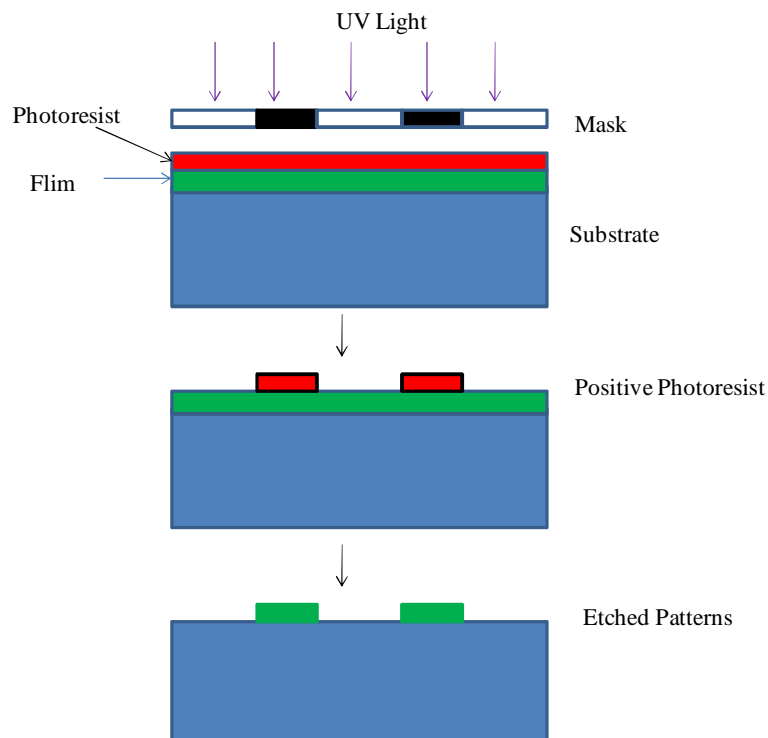 UV Light
Photoresist
Mask
Flim
Substrate
Positive Photoresist
Etched Patterns